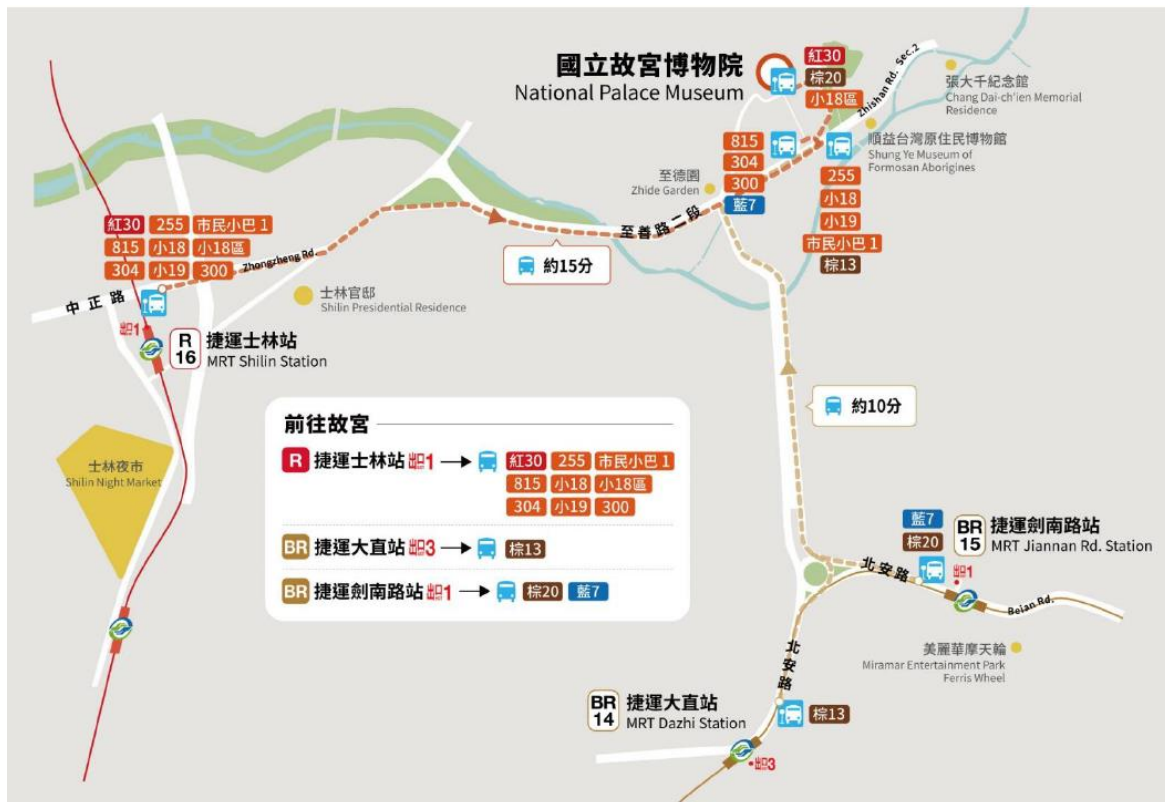 國立故宮博物院
National Palace Museum
紅30
棕20
小18區
Zhishan Rd. Sec.2
張大千紀念館
Chang Dai-ch'ien Memorial
Residence
順益台灣原住民博物館
Shung Ye Museum of
Formosan Aborigines
815
304
300
藍7
至德園
Zhide Garden
255
小18
小19
市民小巴 1
棕13
至善路二段
約15分
紅30 255 市民小巴 1
815 小18 小18區
304 小19 300
Zhongzheng Rd.
中正路
士林官邸
Shilin Presidential Residence
出口1
R
16
捷運士林站
MRT Shilin Station
約10分
士林夜市
Shilin Night Market
前往故宮
R 捷運士林站 出口1 紅30 255 市民小巴 1
815 小18 小18區
304 小19 300
BR 捷運大直站 出口3 棕13
BR 捷運劍南路站 出口1 棕20 藍7
藍7
棕20
BR
15
捷運劍南路站
MRT Jiannan Rd. Station
北安路
出口1
Beian Rd.
美麗華摩天輪
Miramar Entertainment Park
Ferris Wheel
北安路
BR
14
捷運大直站
MRT Dazhi Station
棕13
出口3